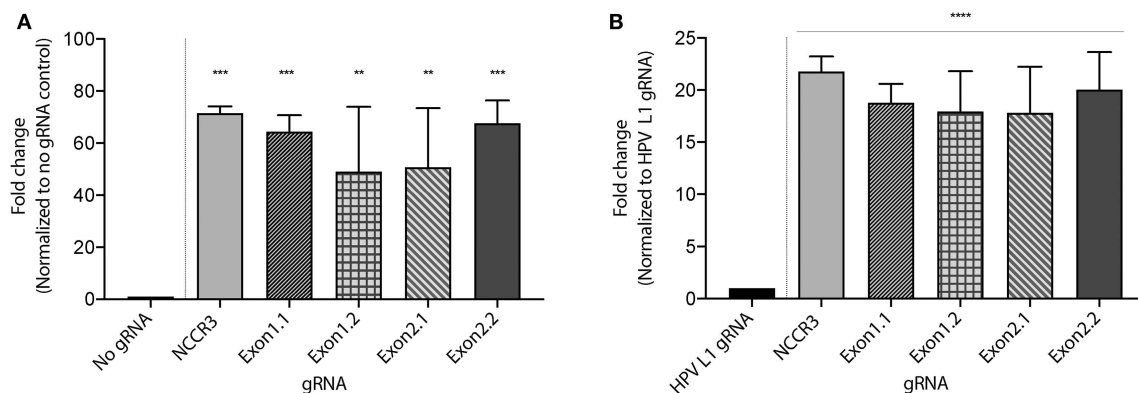 A
Fold change
(Normalized to no gRNA control)
100
80
60
40
20
0
***
***
**
**
***
No gRNA
NCCR3
Exon1.1
Exon1.2
Exon2.1
Exon2.2
gRNA
B
Fold change
(Normalized to HPV L1 gRNA)
25
20
15
10
5
0
****
HPV L1 gRNA
NCCR3
Exon1.1
Exon1.2
Exon2.1
Exon2.2
gRNA